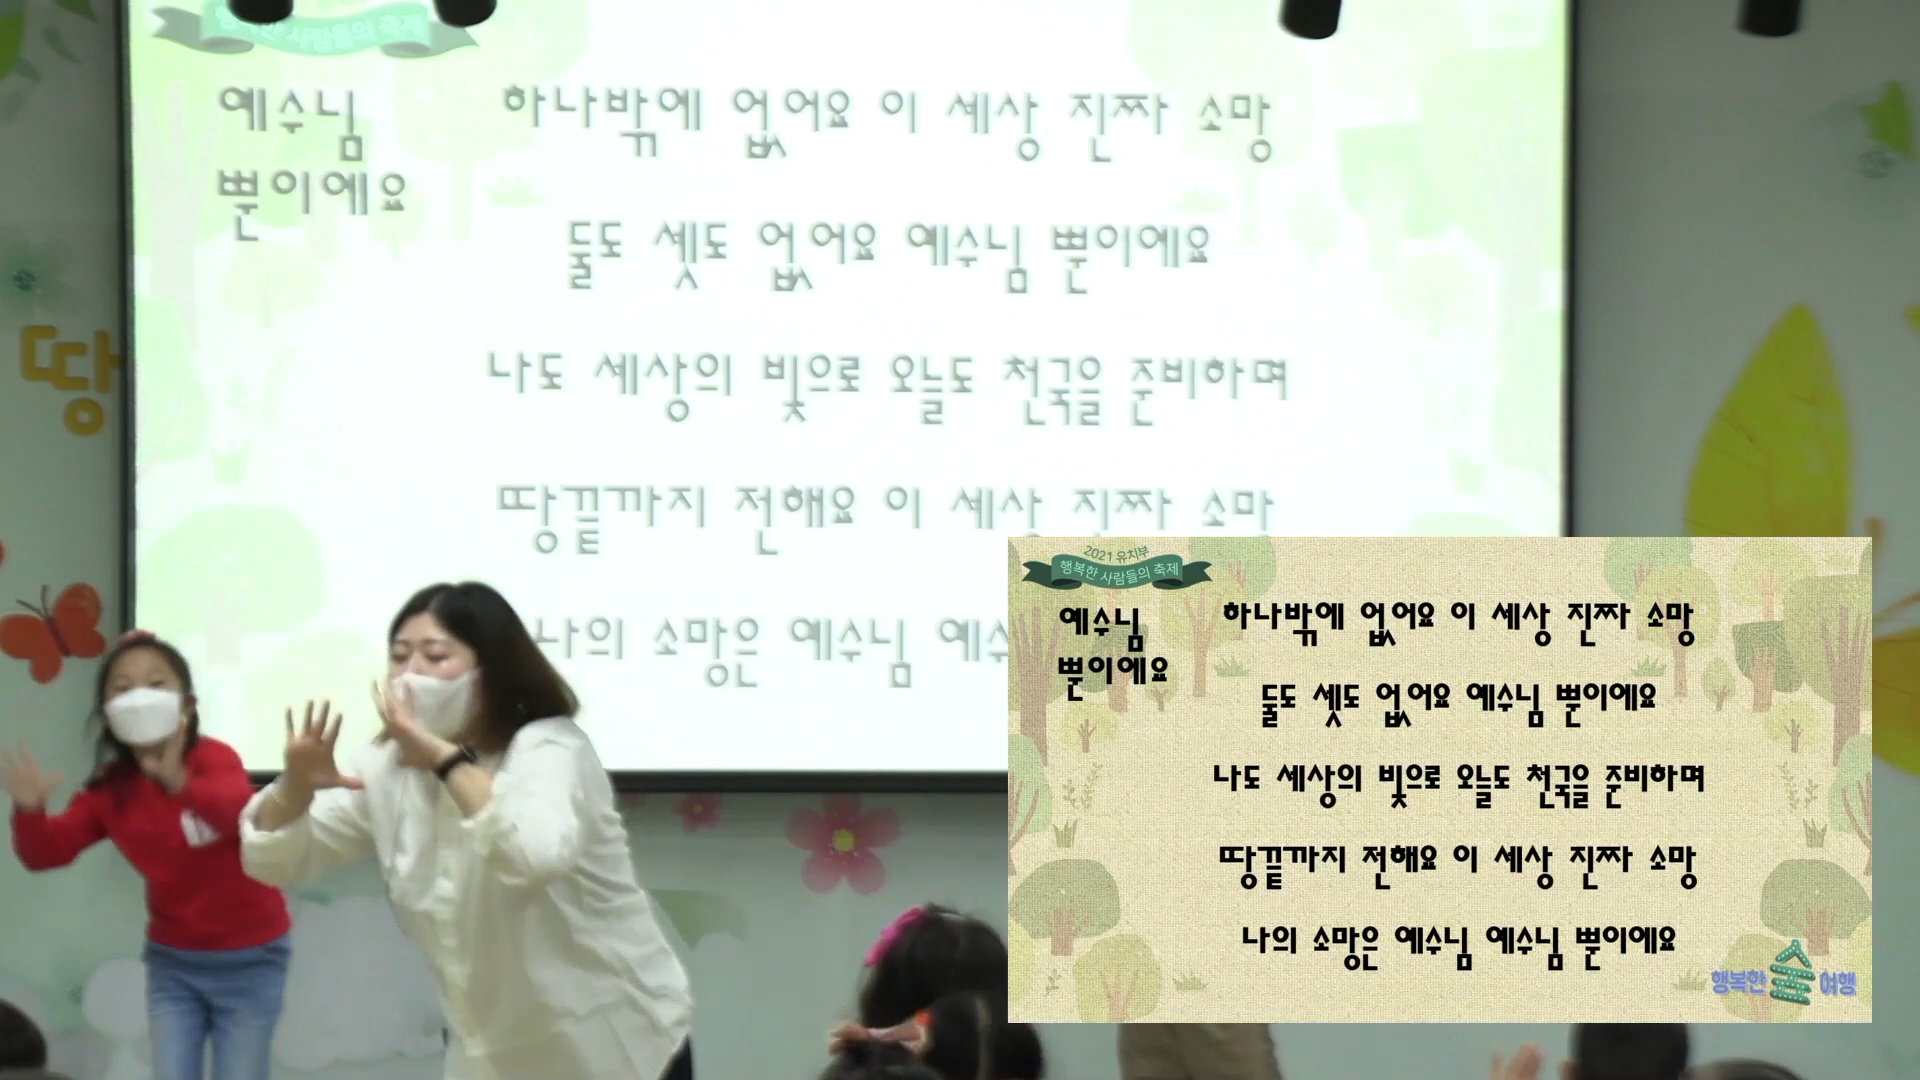 행복한 사람들의 축제
예수님
뿐이에요
하나밖에 없어요 이 세상 진짜 소망
둘도 셋도 없어요 예수님 뿐이에요
나도 세상의 빛으로 오늘도 천국을 준비하며
땅끝까지 전해요 이 세상 진짜 소망
나의 소망은 예수님 예수
땅
2021 유치부
행복한 사람들의 축제
예수님
뿐이에요
하나밖에 없어요 이 세상 진짜 소망
둘도 셋도 없어요 예수님 뿐이에요
나도 세상의 빛으로 오늘도 천국을 준비하며
땅끝까지 전해요 이 세상 진짜 소망
나의 소망은 예수님 예수님 뿐이에요
행복한 숲 여행